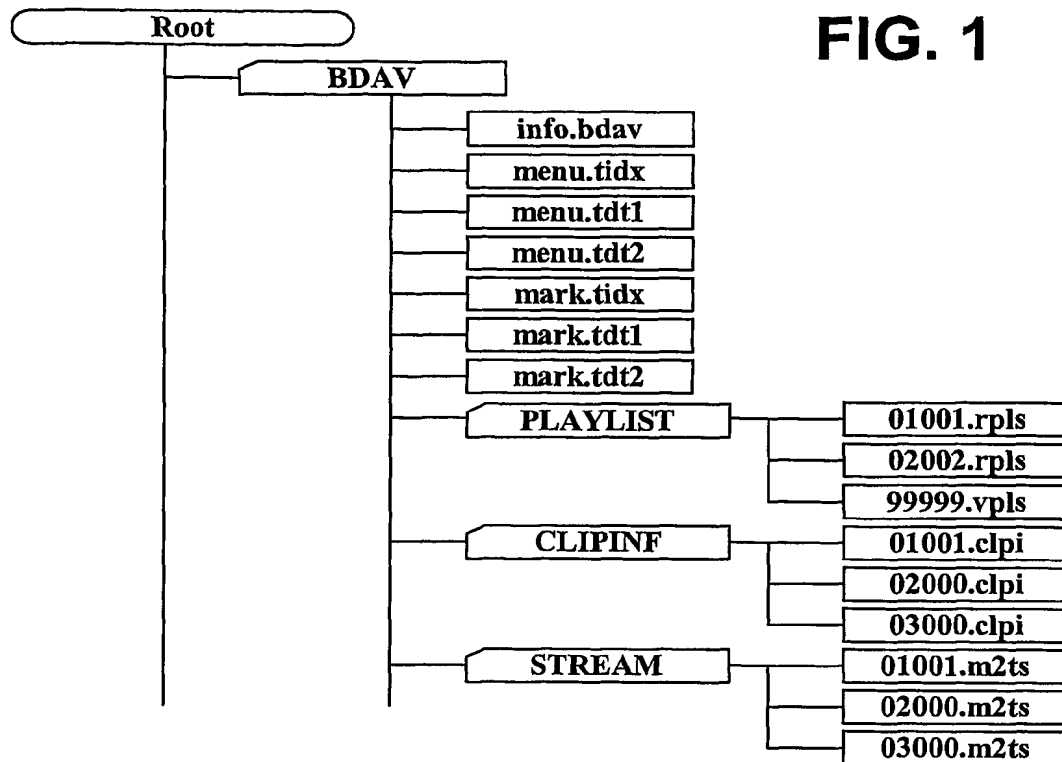 Root
FIG. 1
BDAV
info.bdav
menu.tidx
menu.tdt1
menu.tdt2
mark.tidx
mark.tdt1
mark.tdt2
PLAYLIST
01001.rpls
02002.rpls
99999.vpls
CLIPINF
01001.clpi
02000.clpi
03000.clpi
STREAM
01001.m2ts
02000.m2ts
03000.m2ts